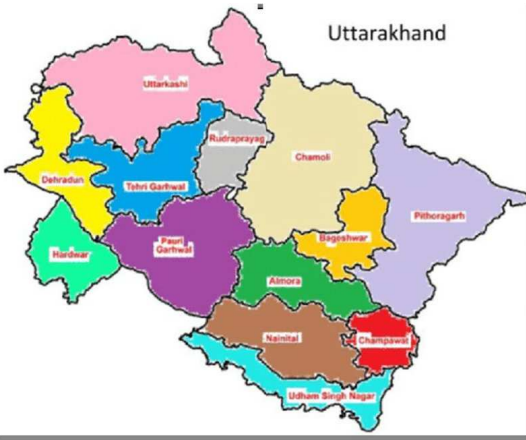 Uttarakhand
Uttarkashi
Rudraprayag
Chamoli
Dehradun
Tehri Garhwal
Pithoragarh
Pauri
Garhwal
Bageshwar
Hardwar
Almora
Nainital
Champawat
Udham Singh Nagar